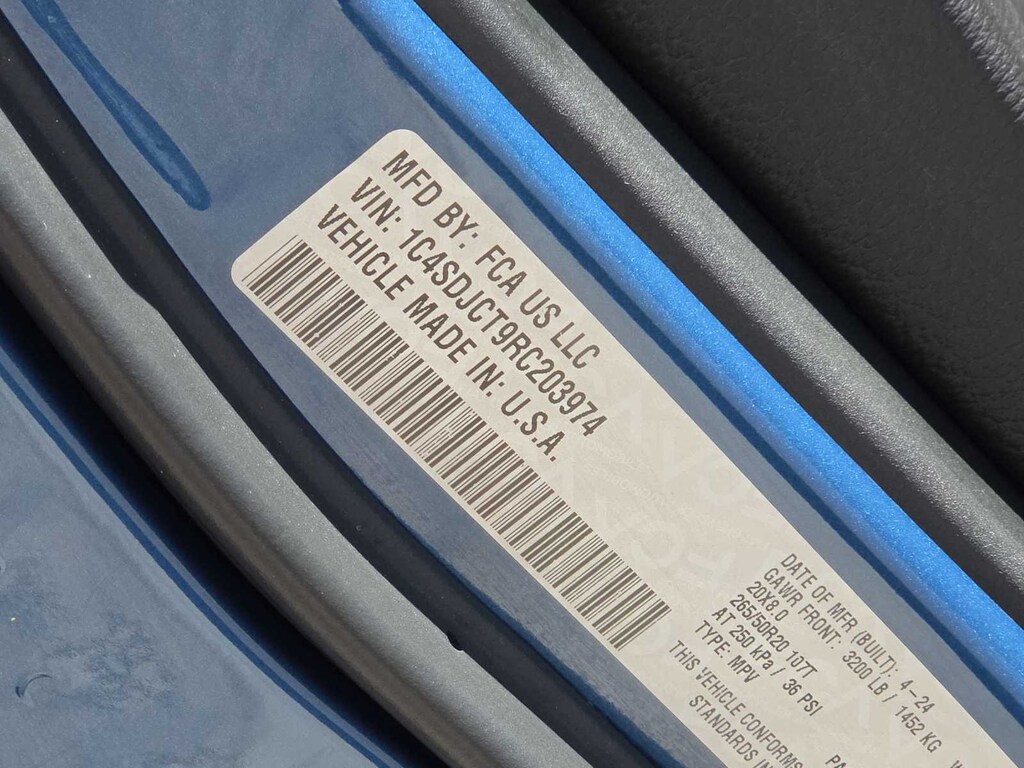 MFD BY: FCA US LLC
VIN: 1C4SDJCT9RC203974
VEHICLE MADE IN: U.S.A.
DATE OF MFR (BUILT): 4-24
GAWR FRONT: 3200 LB / 1452 KG
20X8.0
265/50R20 107T
AT 250 kPa / 36 PSI
TYPE: MPV
THIS VEHICLE CONFORMS
STANDARDS IN